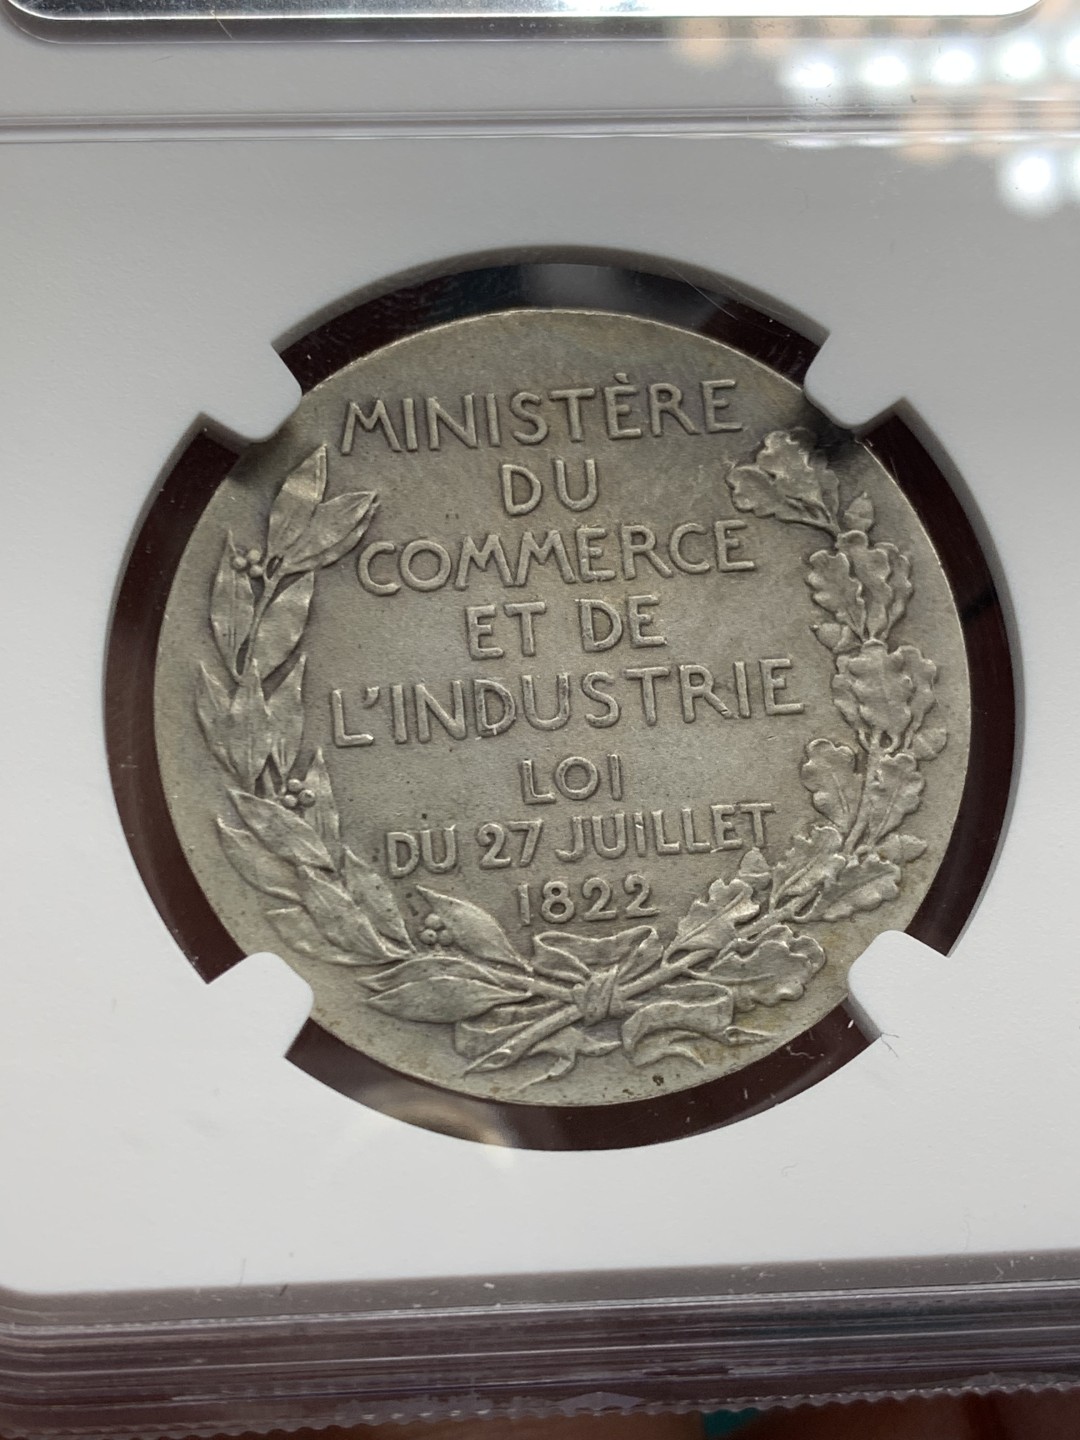 MINISTÈRE
DU
COMMERCE
ET DE
L'INDUSTRIE
LOI
DU 27 JUILLET
1822